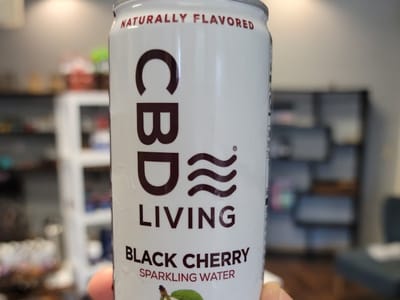 NATURALLY FLAVORED
CBD
LIVING
BLACK CHERRY
SPARKLING WATER